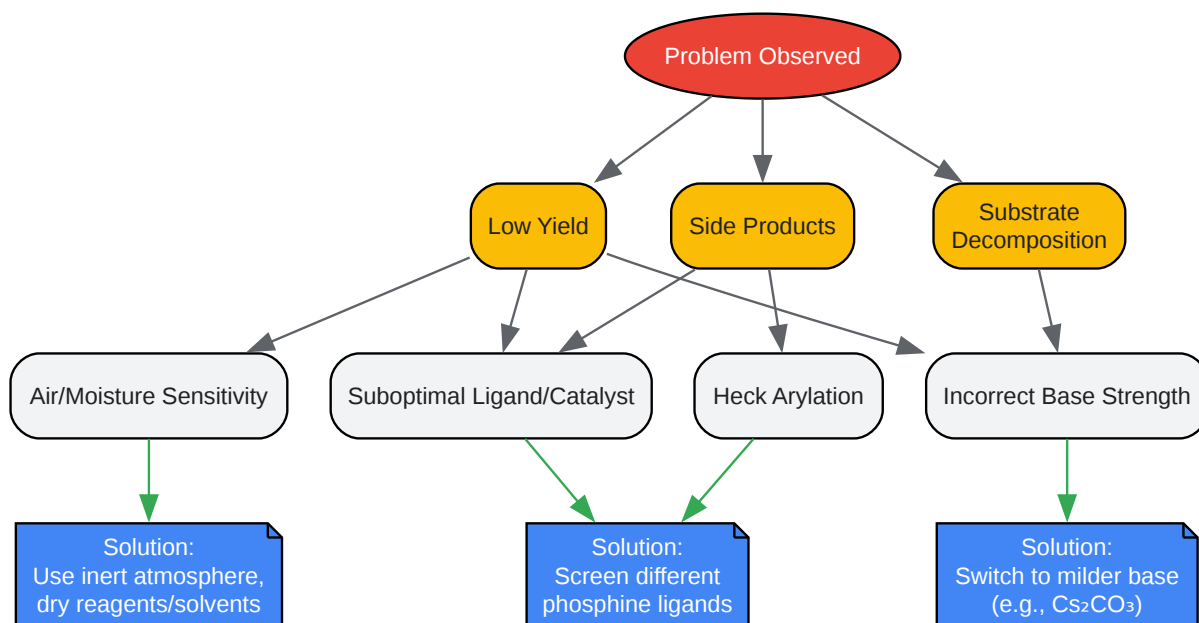 Problem Observed
Low Yield
Side Products
Substrate
Decomposition
Air/Moisture Sensitivity
Suboptimal Ligand/Catalyst
Heck Arylation
Incorrect Base Strength
Solution:
Use inert atmosphere,
dry reagents/solvents
Solution:
Screen different
phosphine ligands
Solution:
Switch to milder base
(e.g., Cs₂CO₃)